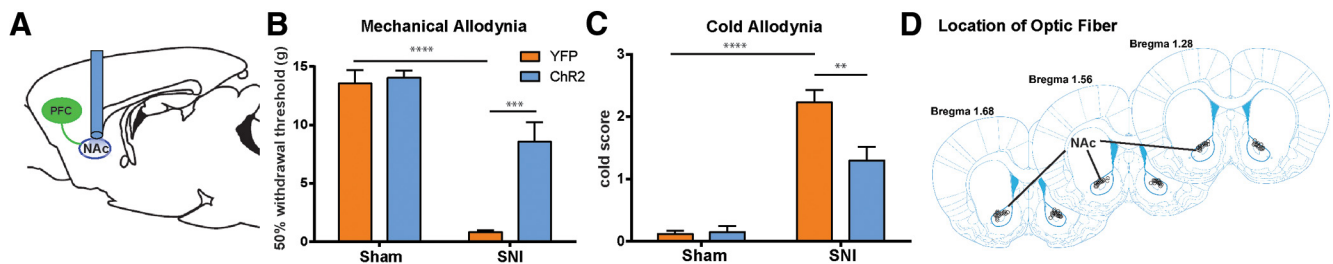 A
PFC
NAc
B
Mechanical Allodynia
50% withdrawal threshold (g)
15
10
5
0
****
***
YFP
ChR2
Sham
SNI
C
Cold Allodynia
cold score
3
2
1
0
****
**
Sham
SNI
D Location of Optic Fiber
Bregma 1.28
Bregma 1.56
Bregma 1.68
NAc